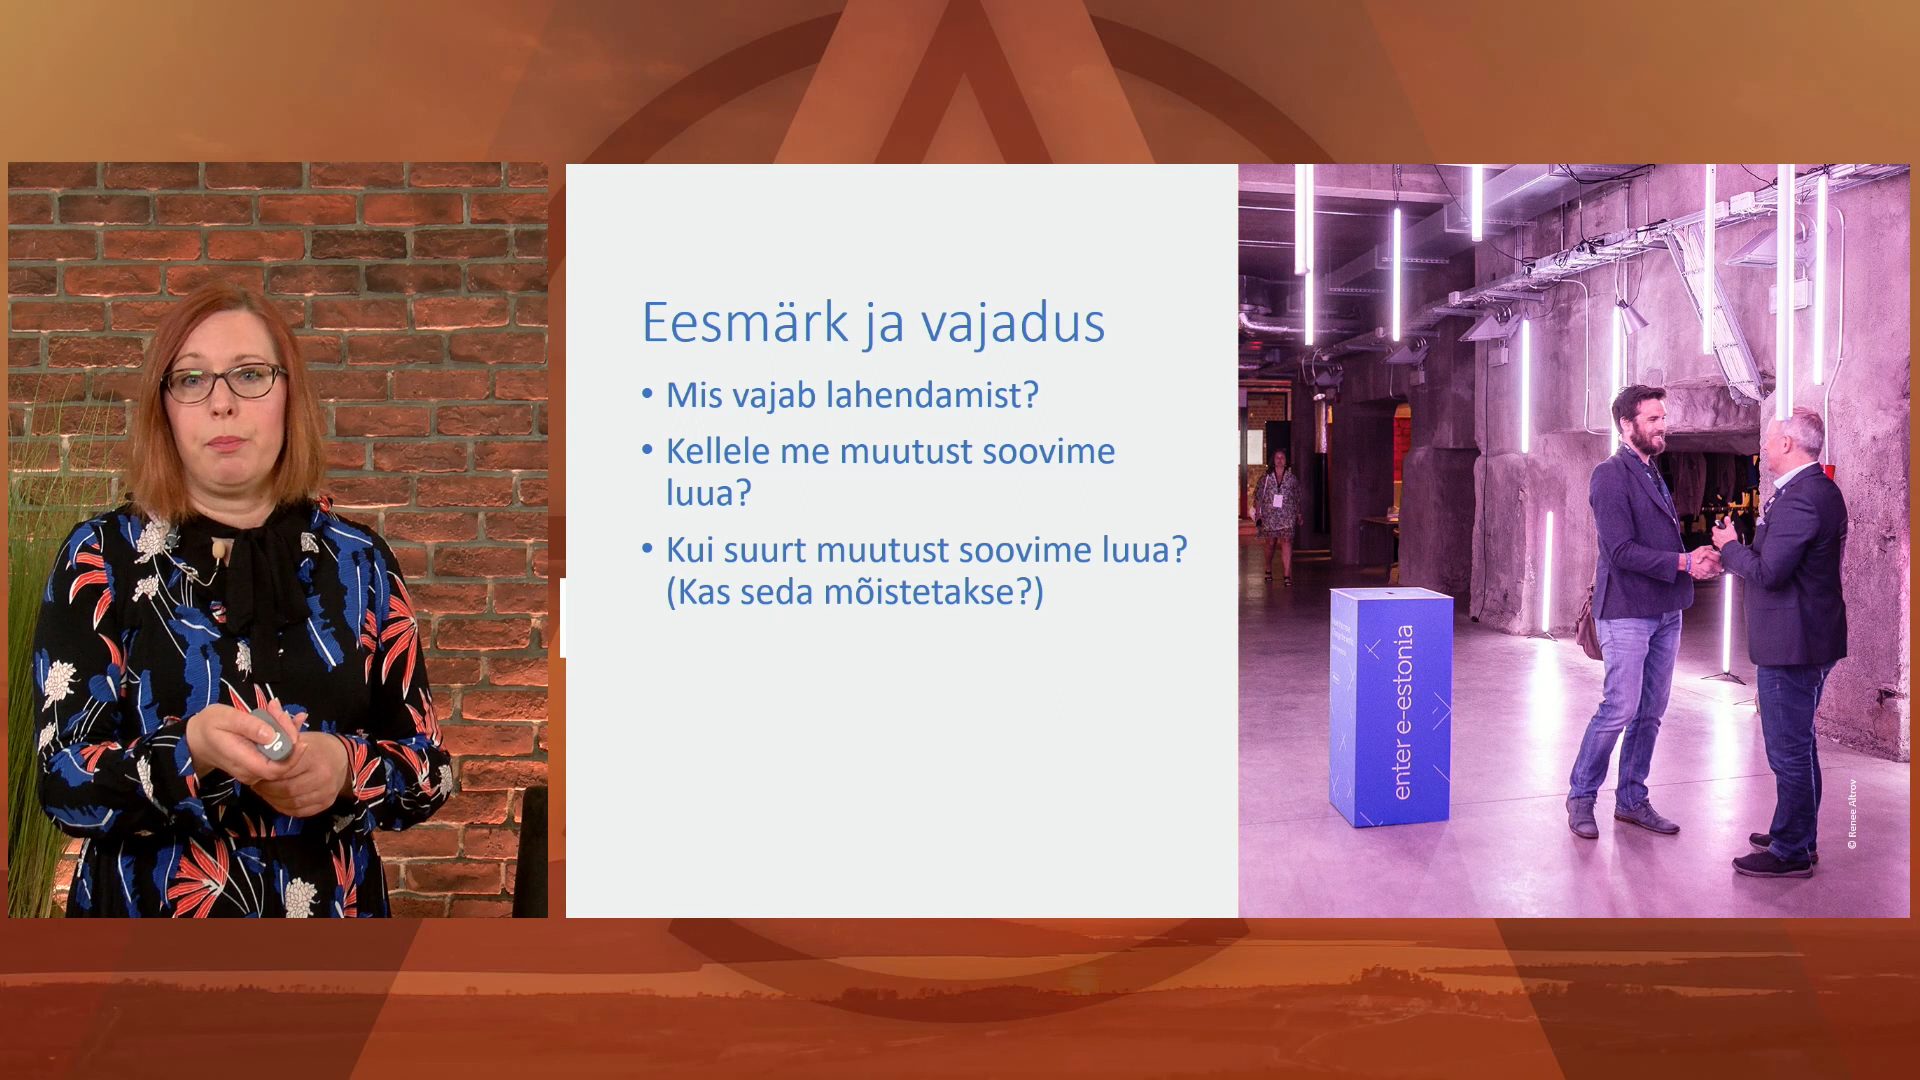 Eesmärk ja vajadus
• Mis vajab lahendamist?
• Kellele me muutust soovime
luua?
• Kui suurt muutust soovime luua?
(Kas seda mõistetakse?)
enter e-estonia
© Renee Altrov